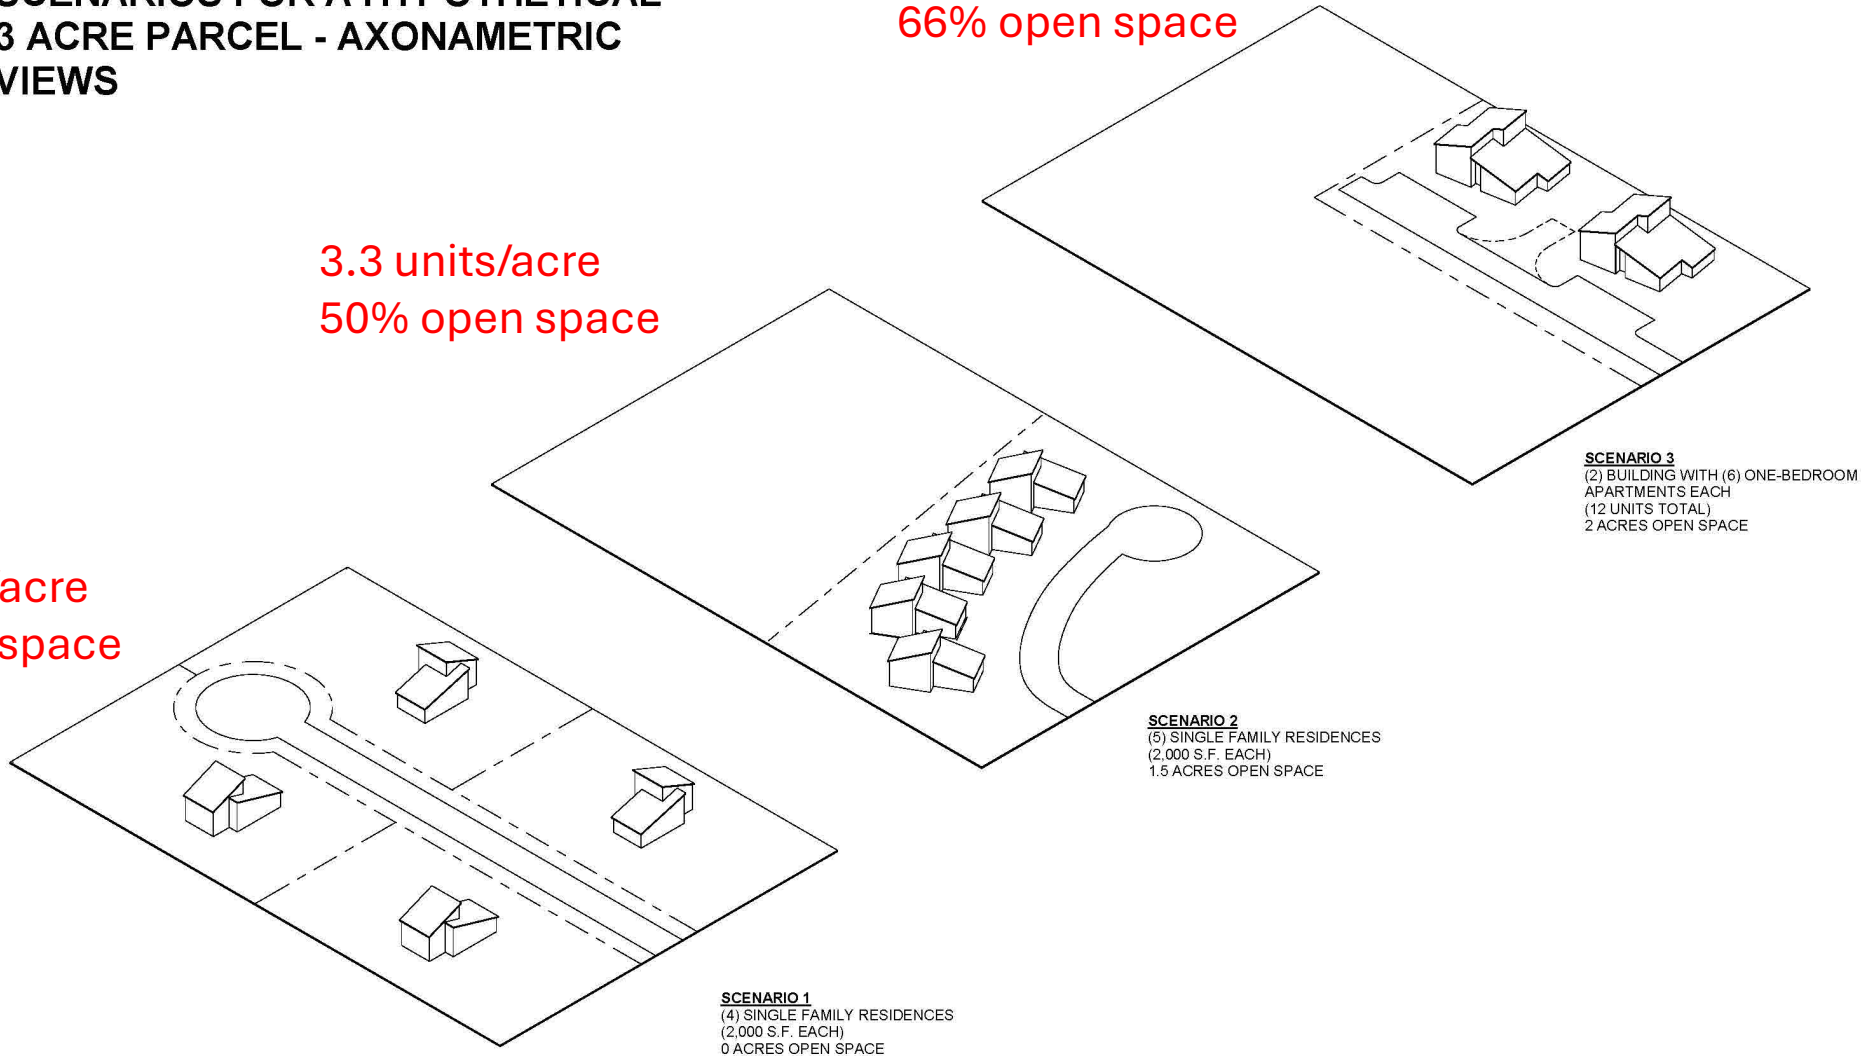 3 ACRE PARCEL - AXONAMETRIC
VIEWS
66% open space
3.3 units/acre
50% open space
acre
space
SCENARIO 3
(2) BUILDING WITH (6) ONE-BEDROOM
APARTMENTS EACH
(12 UNITS TOTAL)
2 ACRES OPEN SPACE
SCENARIO 2
(5) SINGLE FAMILY RESIDENCES
(2,000 S.F. EACH)
1.5 ACRES OPEN SPACE
SCENARIO 1
(4) SINGLE FAMILY RESIDENCES
(2,000 S.F. EACH)
0 ACRES OPEN SPACE